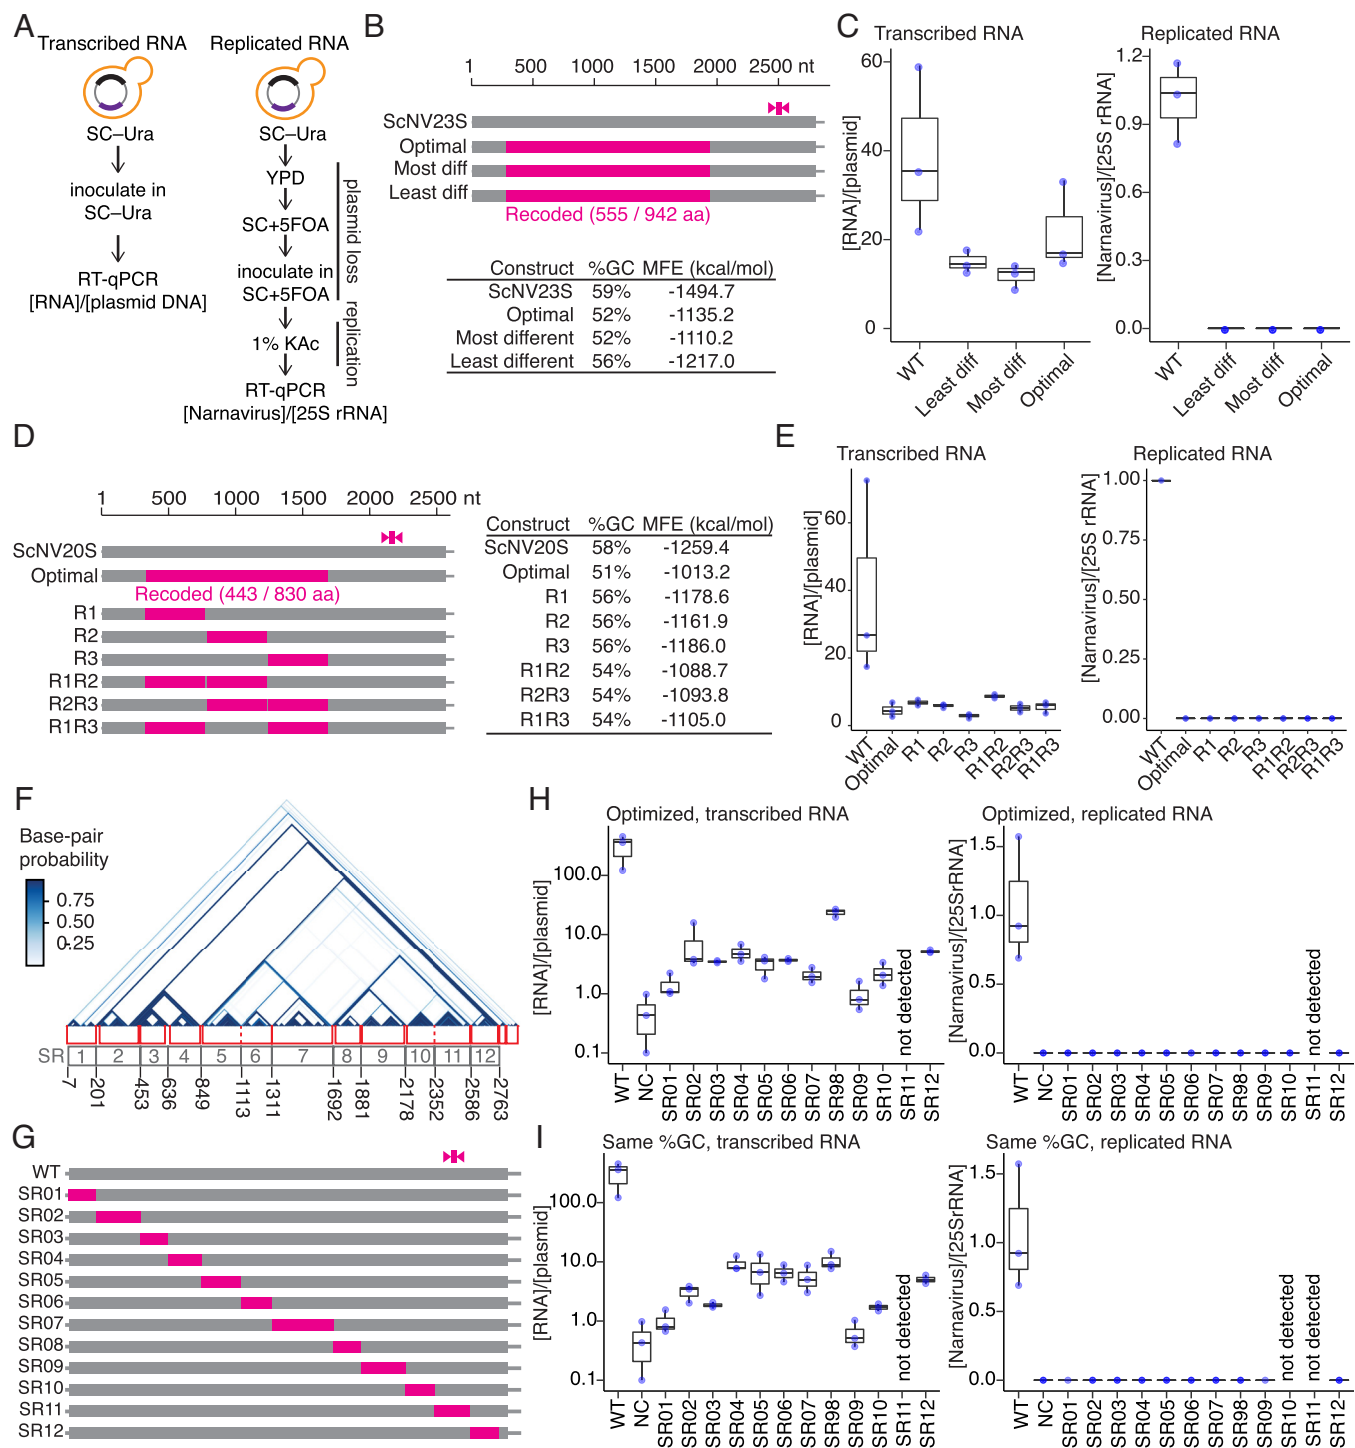 A
Transcribed RNA
SC–Ura
inoculate in
SC–Ura
RT-qPCR
[RNA]/[plasmid DNA]
Replicated RNA
SC–Ura
YPD
SC+5FOA
inoculate in
SC+5FOA
1% KAc
RT-qPCR
[Narnavirus]/[25S rRNA]
plasmid loss
replication
B
1 500 1000 1500 2000 2500 nt
ScNV23S
Optimal
Most diff
Least diff
Recoded (555 / 942 aa)
Construct %GC MFE (kcal/mol)
ScNV23S 59% -1494.7
Optimal 52% -1135.2
Most different 52% -1110.2
Least different 56% -1217.0
C
Transcribed RNA
[RNA]/[plasmid]
60
40
20
0
WT Least diff Most diff Optimal
Replicated RNA
[Narnavirus]/[25S rRNA]
1.2
0.9
0.6
0.3
0.0
WT Least diff Most diff Optimal
D
1 500 1000 1500 2000 2500 nt
ScNV20S
Optimal
Recoded (443 / 830 aa)
R1
R2
R3
R1R2
R2R3
R1R3
Construct %GC MFE (kcal/mol)
ScNV20S 58% -1259.4
Optimal 51% -1013.2
R1 56% -1178.6
R2 56% -1161.9
R3 56% -1186.0
R1R2 54% -1088.7
R2R3 54% -1093.8
R1R3 54% -1105.0
E
Transcribed RNA
[RNA]/[plasmid]
60
40
20
0
WT Optimal R1 R2 R3 R1R2 R2R3 R1R3
Replicated RNA
[Narnavirus]/[25S rRNA]
1.00
0.75
0.50
0.25
0.00
WT Optimal R1 R2 R3 R1R2 R2R3 R1R3
F
Base-pair
probability
0.75
0.50
0.25
SR 1 2 3 4 5 6 7 8 9 10 11 12
7 201 453 636 849 1113 1311 1692 1881 2178 2352 2586 2763
G
WT
SR01
SR02
SR03
SR04
SR05
SR06
SR07
SR08
SR09
SR10
SR11
SR12
H
Optimized, transcribed RNA
[RNA]/[plasmid]
100.0
10.0
1.0
0.1
not detected
WT NC SR01 SR02 SR03 SR04 SR05 SR06 SR07 SR98 SR09 SR10 SR11 SR12
Optimized, replicated RNA
[Narnavirus]/[25SrRNA]
1.5
1.0
0.5
0.0
not detected
WT NC SR01 SR02 SR03 SR04 SR05 SR06 SR07 SR98 SR09 SR10 SR11 SR12
I
Same %GC, transcribed RNA
[RNA]/[plasmid]
100.0
10.0
1.0
0.1
not detected
WT NC SR01 SR02 SR03 SR04 SR05 SR06 SR07 SR98 SR09 SR10 SR11 SR12
Same %GC, replicated RNA
[Narnavirus]/[25SrRNA]
1.5
1.0
0.5
0.0
not detected
not detected
WT NC SR01 SR02 SR03 SR04 SR05 SR06 SR07 SR98 SR09 SR10 SR11 SR12